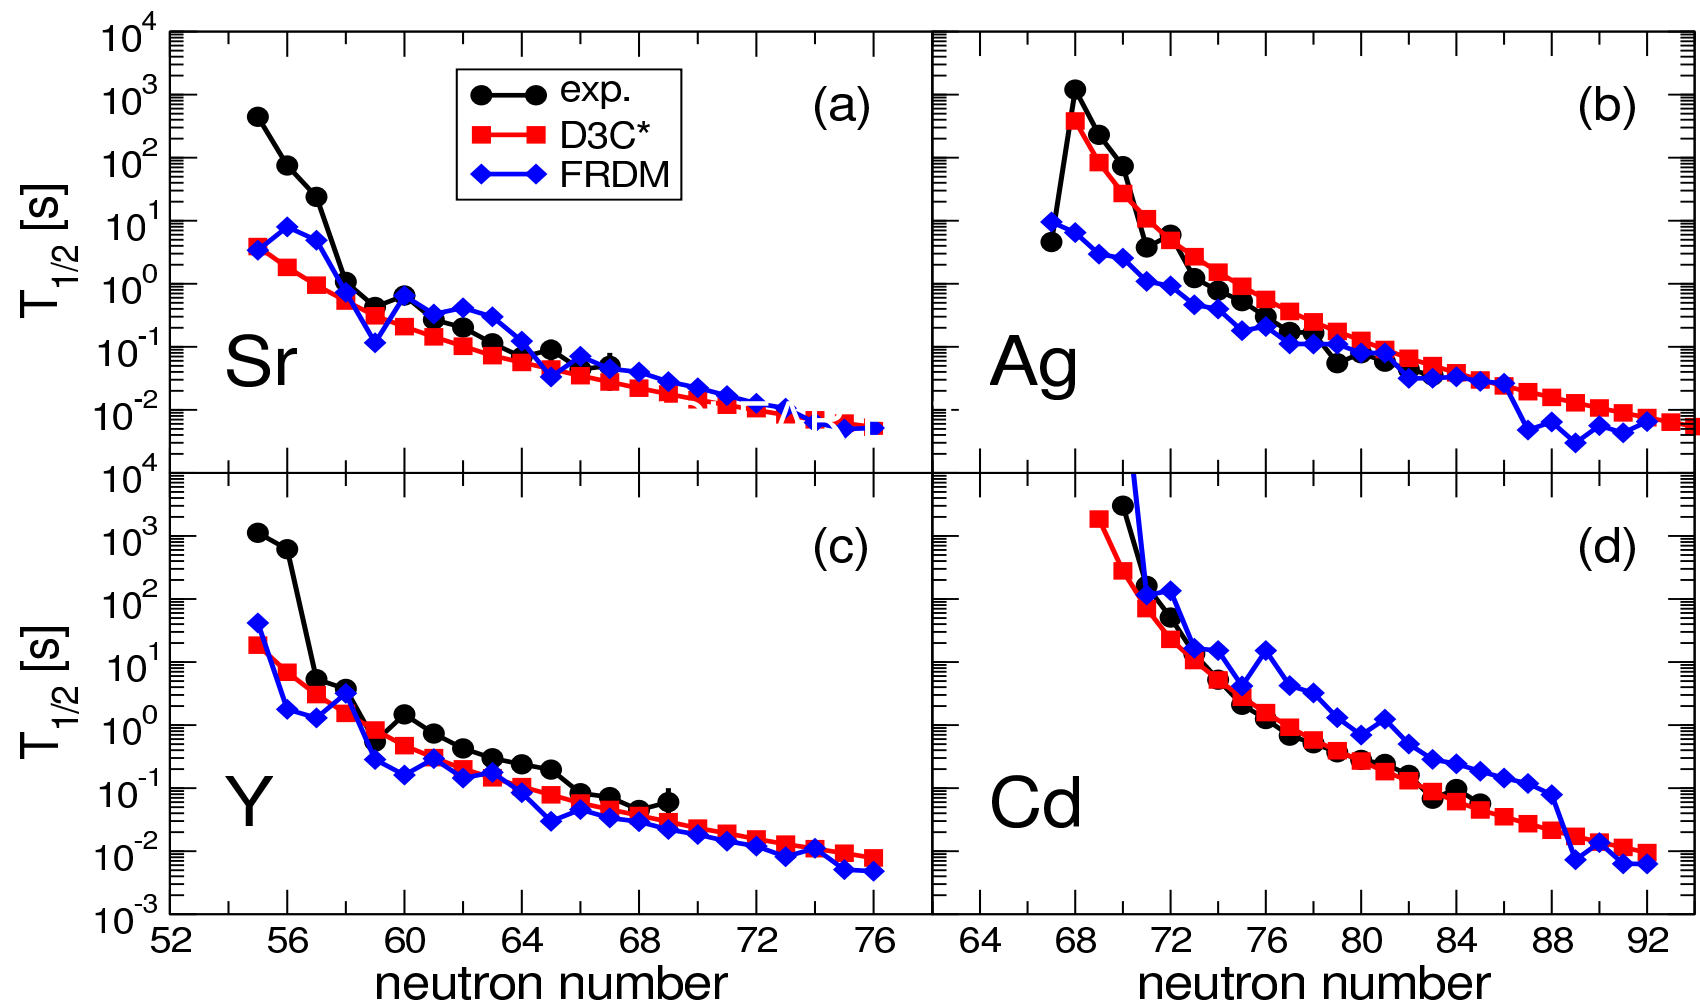 10^4
10^3
10^2
10^1
10^0
10^-1
10^-2
T_1/2 [s]
exp.
D3C*
FRDM
(a)
Sr
(b)
Ag
10^4
10^3
10^2
10^1
10^0
10^-1
10^-2
10^-3
T_1/2 [s]
(c)
Y
(d)
Cd
52 56 60 64 68 72 76
64 68 72 76 80 84 88 92
neutron number
neutron number